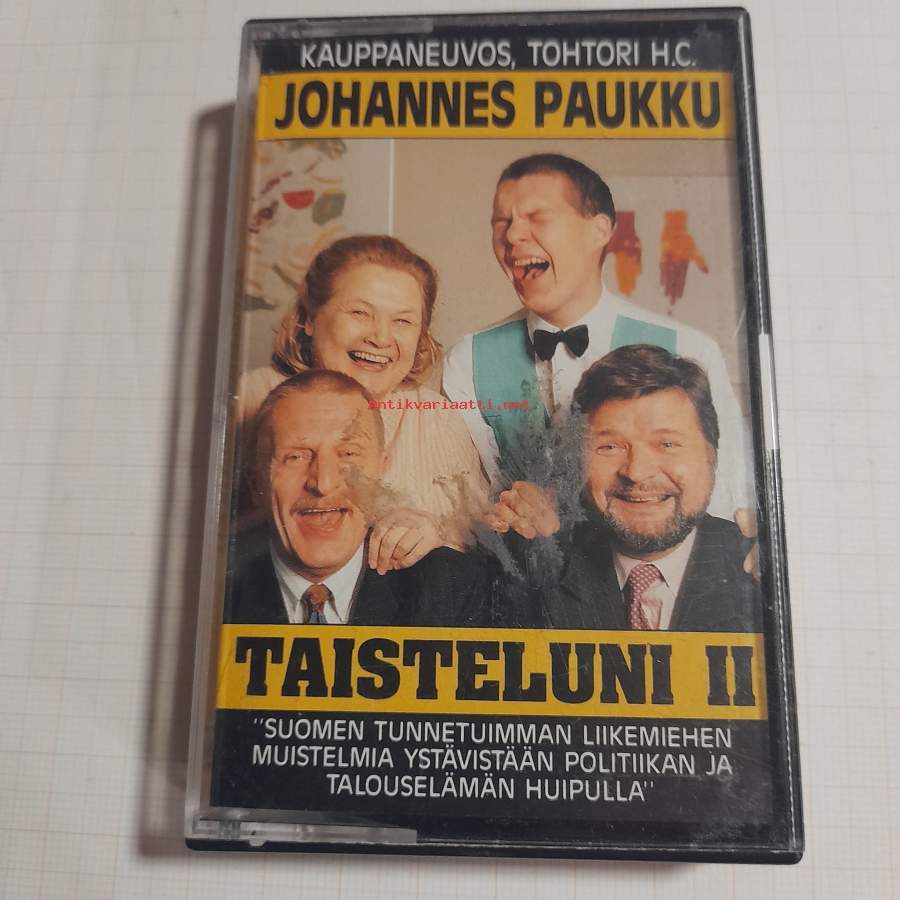 KAUPPANEUVOS, TOHTORI H.C.
JOHANNES PAUKKU
Antikvariaatti.net
TAISTELUNI II
"SUOMEN TUNNETUIMMAN LIIKEMIEHEN
MUISTELMIA YSTÄVISTÄÄN POLITIIKAN JA
TALOUSELÄMÄN HUIPULLA"